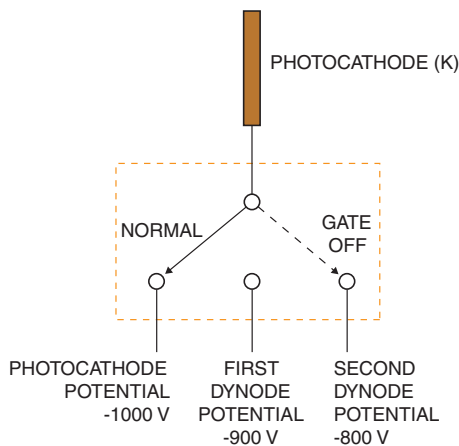 PHOTOCATHODE (K)
NORMAL
GATE
OFF
PHOTOCATHODE
POTENTIAL
-1000 V
FIRST
DYNODE
POTENTIAL
-900 V
SECOND
DYNODE
POTENTIAL
-800 V